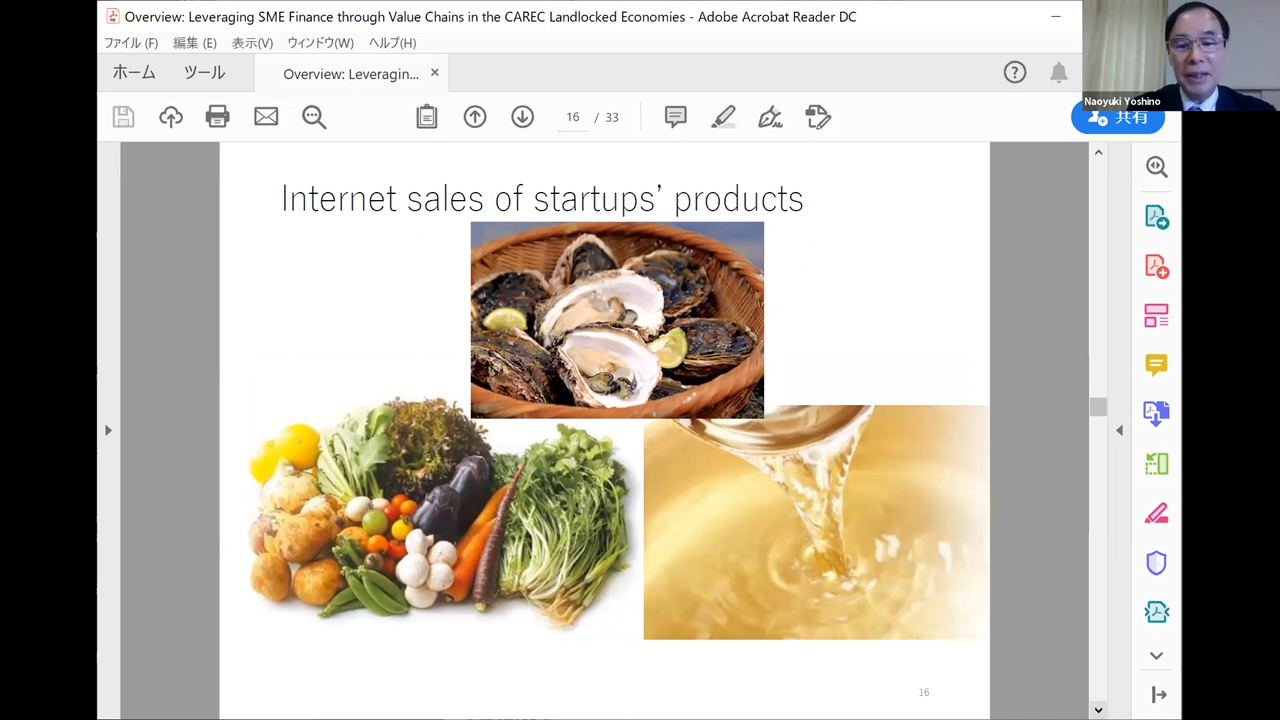 Overview: Leveraging SME Finance through Value Chains in the CAREC Landlocked Economies - Adobe Acrobat Reader DC
ファイル (F) 編集 (E) 表示(V) ウィンドウ(W) ヘルプ(H)
ホーム ツール Overview: Leveragin... ×
16 / 33
Naoyuki Yoshino
共有
Internet sales of startups’ products
16